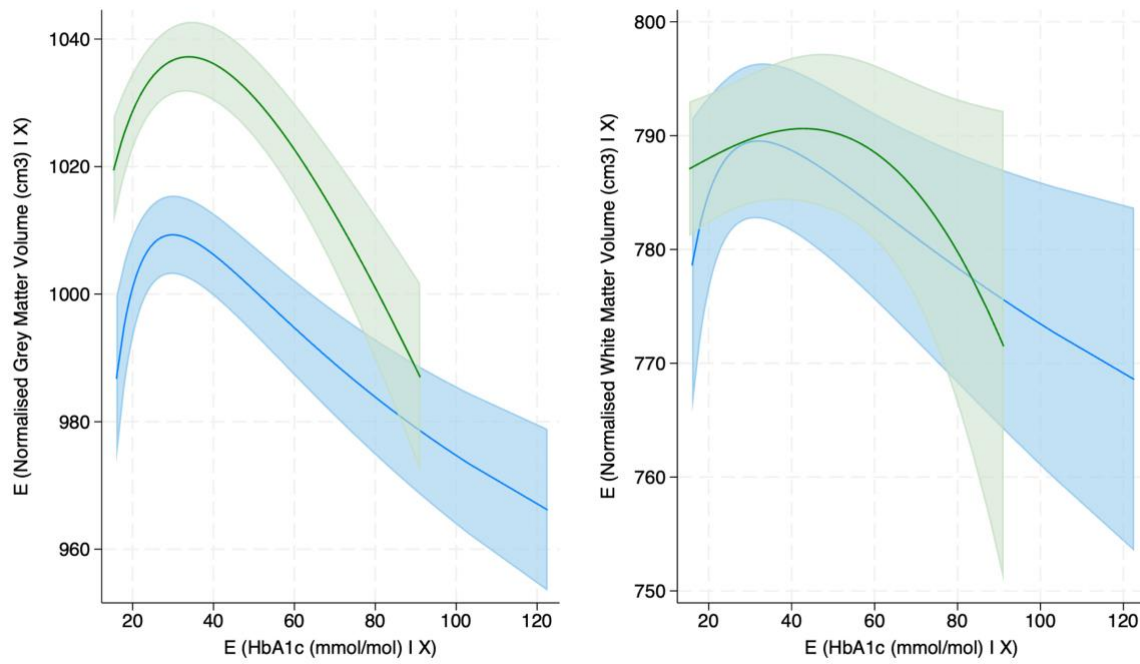 E (Normalised Grey Matter Volume (cm3) I X)
1040
1020
1000
980
960
20 40 60 80 100 120
E (HbA1c (mmol/mol) I X)
E (Normalised White Matter Volume (cm3) I X)
800
790
780
770
760
750
20 40 60 80 100 120
E (HbA1c (mmol/mol) I X)